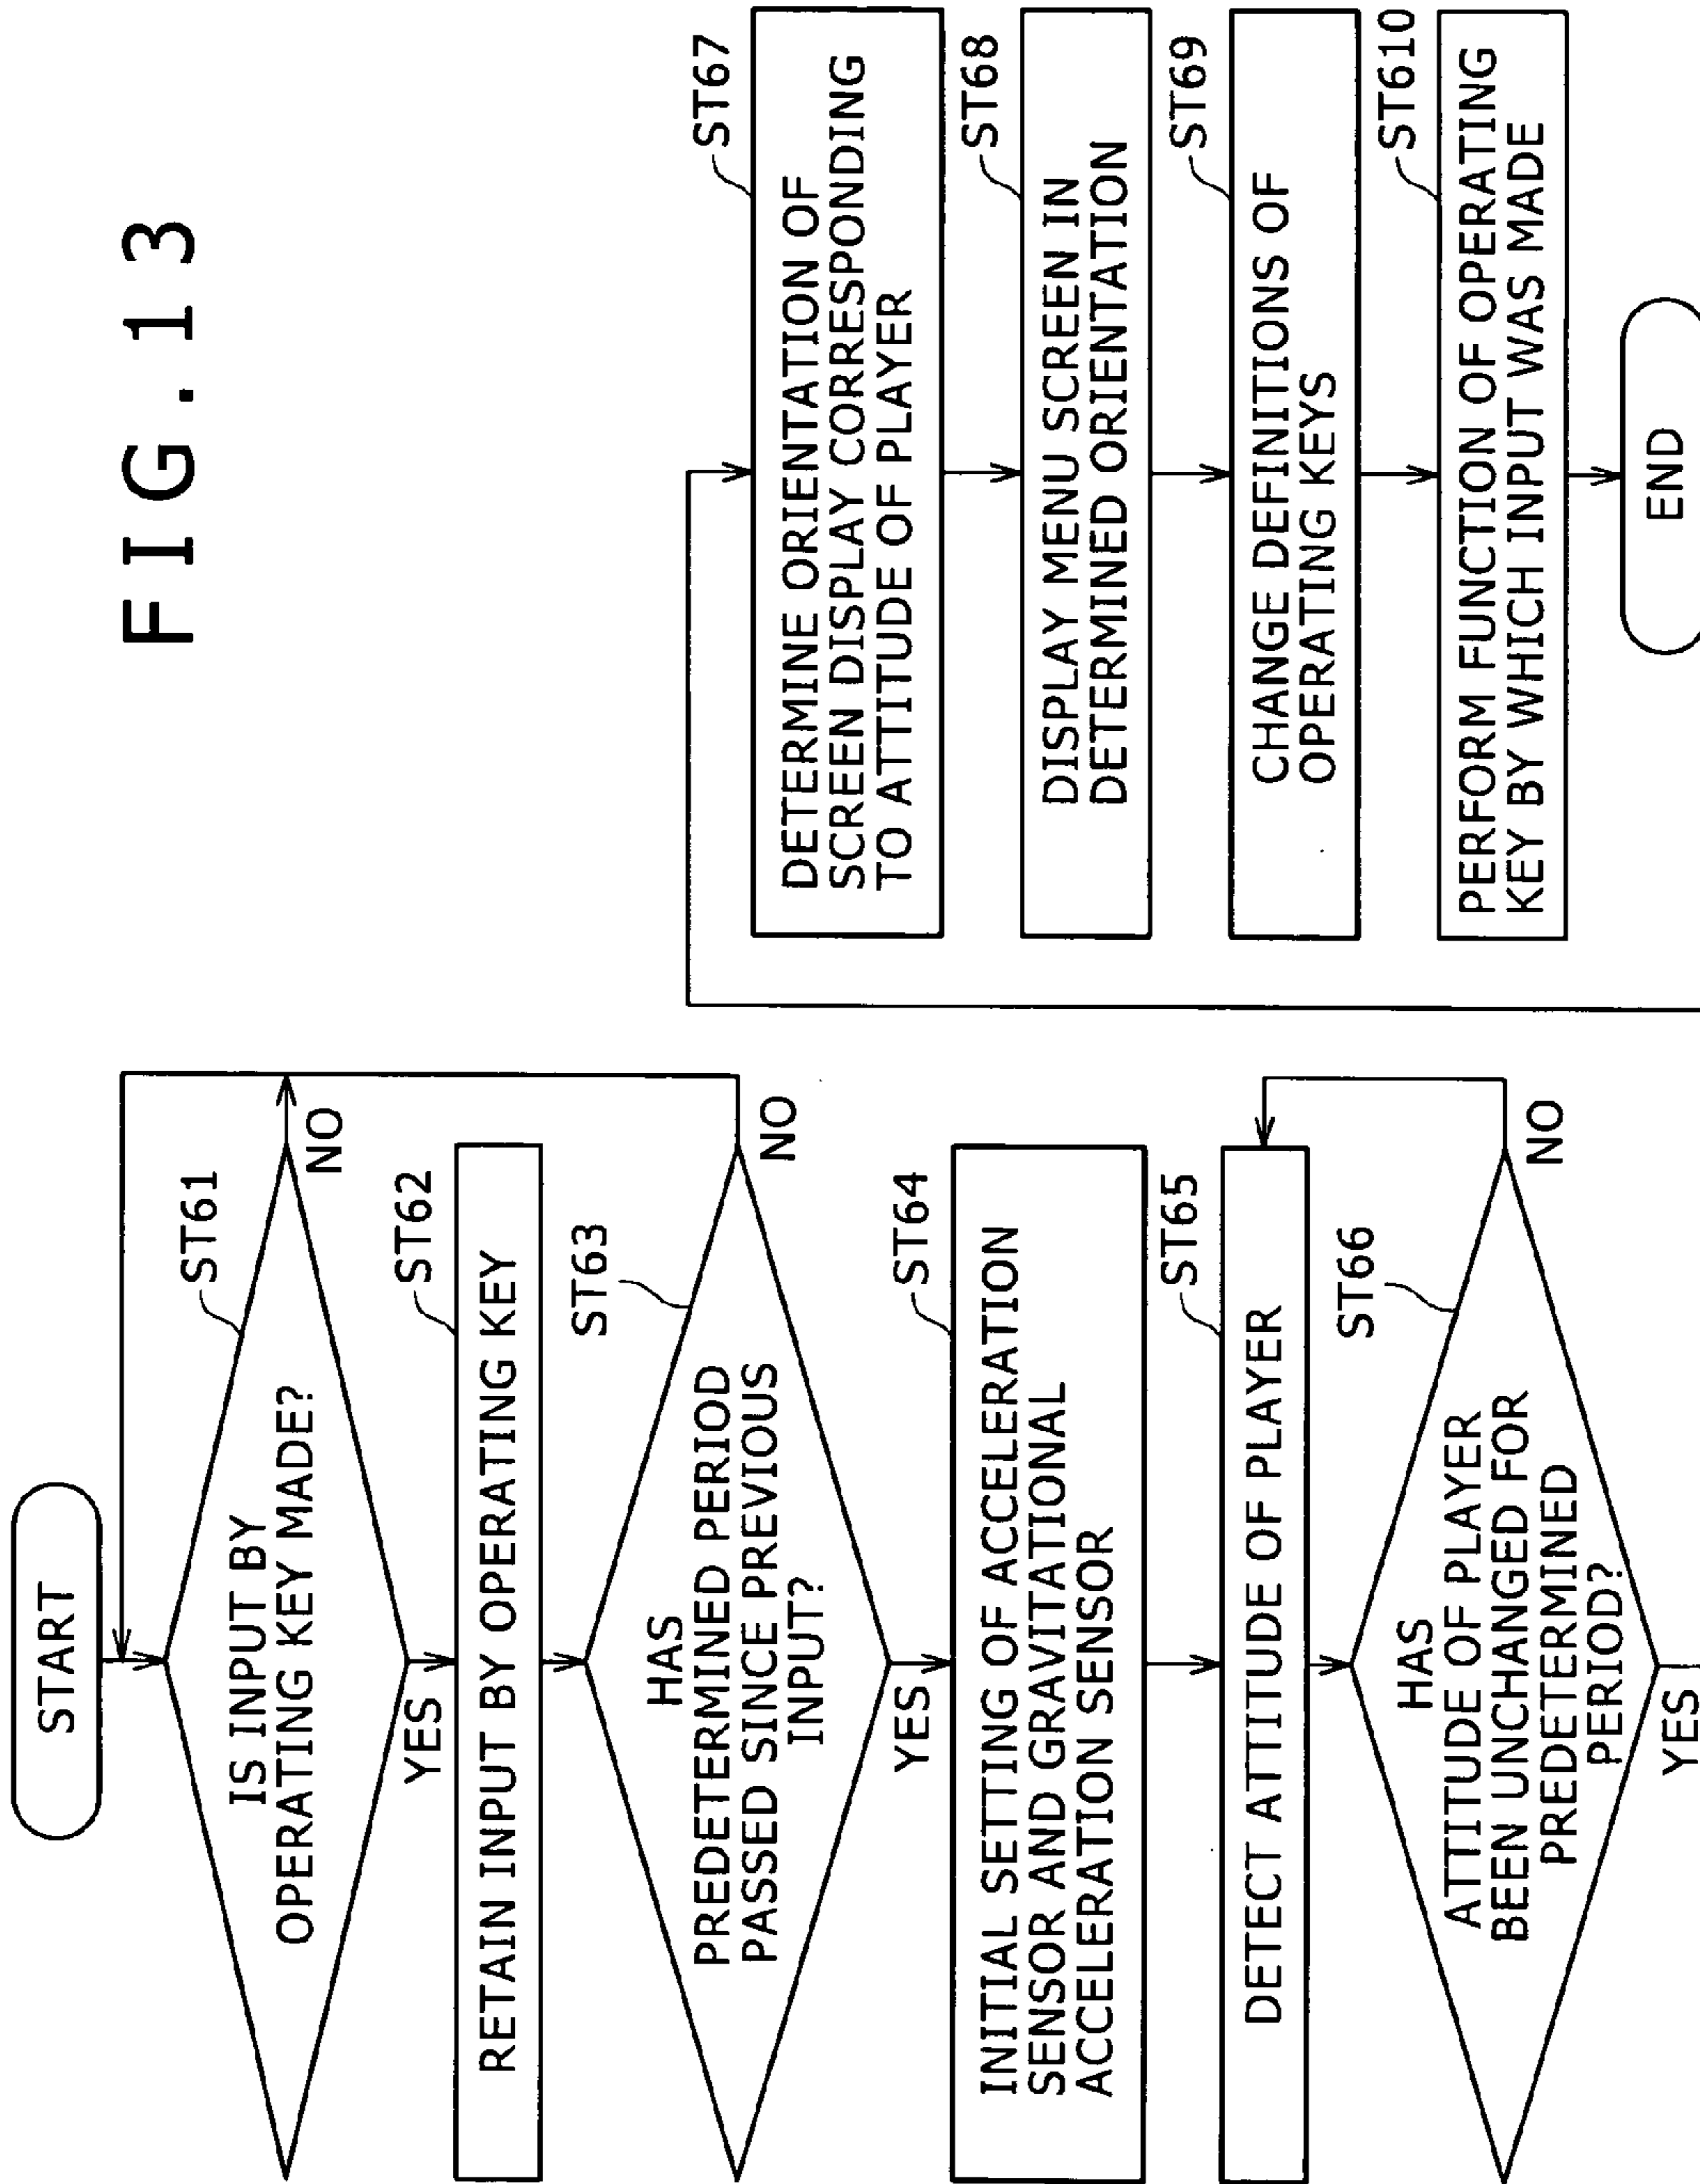 FIG.13
START
ST61
IS INPUT BY
OPERATING KEY MADE?
NO
YES
ST62
RETAIN INPUT BY OPERATING KEY
ST63
HAS
PREDETERMINED PERIOD
PASSED SINCE PREVIOUS
INPUT?
NO
YES
ST64
INITIAL SETTING OF ACCELERATION
SENSOR AND GRAVITATIONAL
ACCELERATION SENSOR
ST65
DETECT ATTITUDE OF PLAYER
ST66
HAS
ATTITUDE OF PLAYER
BEEN UNCHANGED FOR
PREDETERMINED
PERIOD?
NO
YES
ST67
DETERMINE ORIENTATION OF
SCREEN DISPLAY CORRESPONDING
TO ATTITUDE OF PLAYER
ST68
DISPLAY MENU SCREEN IN
DETERMINED ORIENTATION
ST69
CHANGE DEFINITIONS OF
OPERATING KEYS
ST610
PERFORM FUNCTION OF OPERATING
KEY BY WHICH INPUT WAS MADE
END